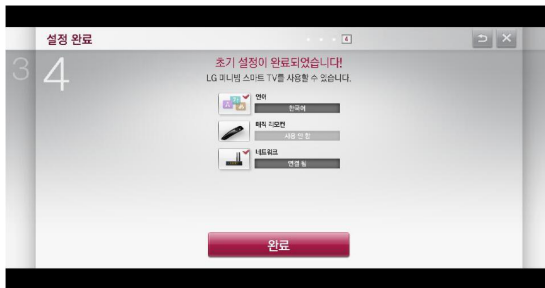 설정 완료
4
3
4
초기 설정이 완료되었습니다!
LG 미니빔 스마트 TV를 사용할 수 있습니다.
언어
한국어
매직 리모컨
사용 안 함
네트워크
연결 됨
완료